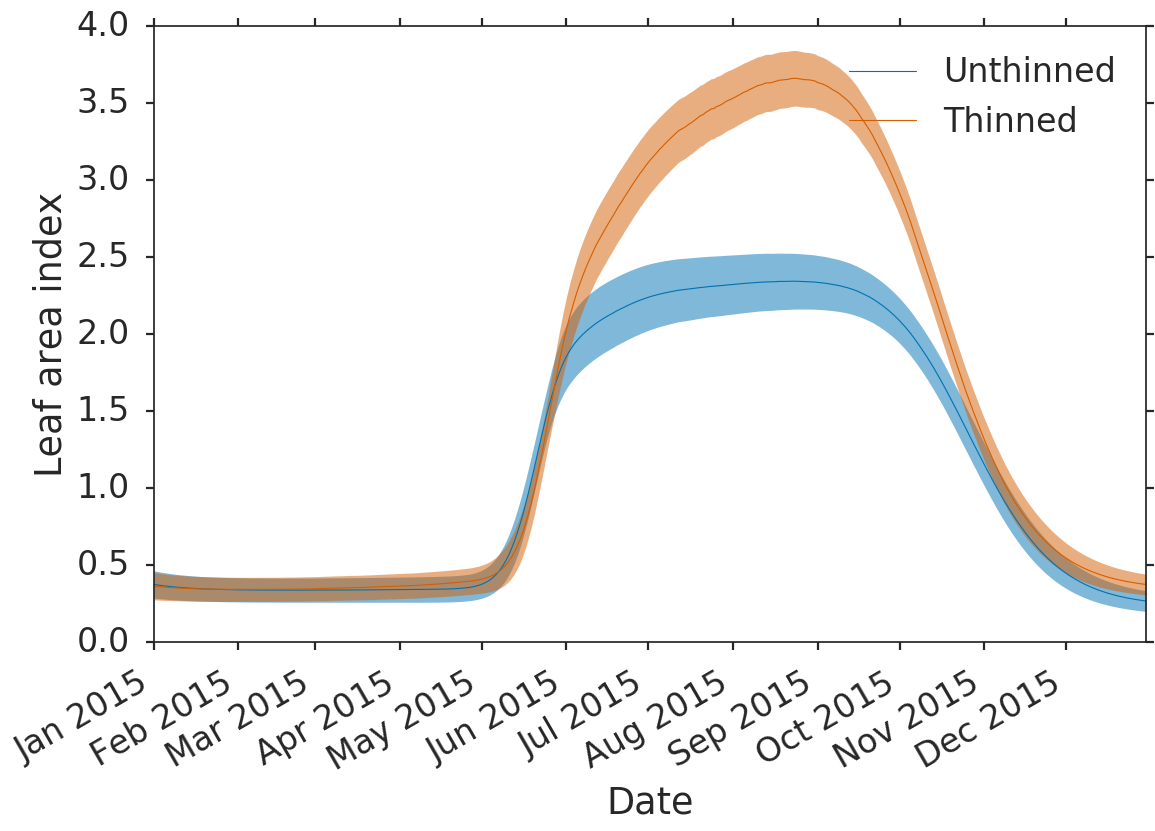 4.0
3.5
3.0
2.5
2.0
1.5
1.0
0.5
0.0
Leaf area index
Unthinned
Thinned
Jan 2015
Feb 2015
Mar 2015
Apr 2015
May 2015
Jun 2015
Jul 2015
Aug 2015
Sep 2015
Oct 2015
Nov 2015
Dec 2015
Date